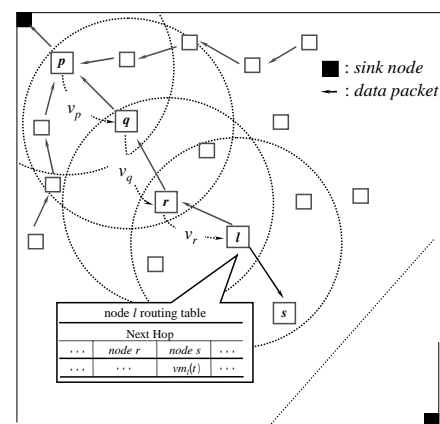 p
: sink node
: data packet
v_p
q
v_q
r
v_r
l
s
node l routing table
Next Hop
··· node r node s ···
··· ··· vm_l(t) ···